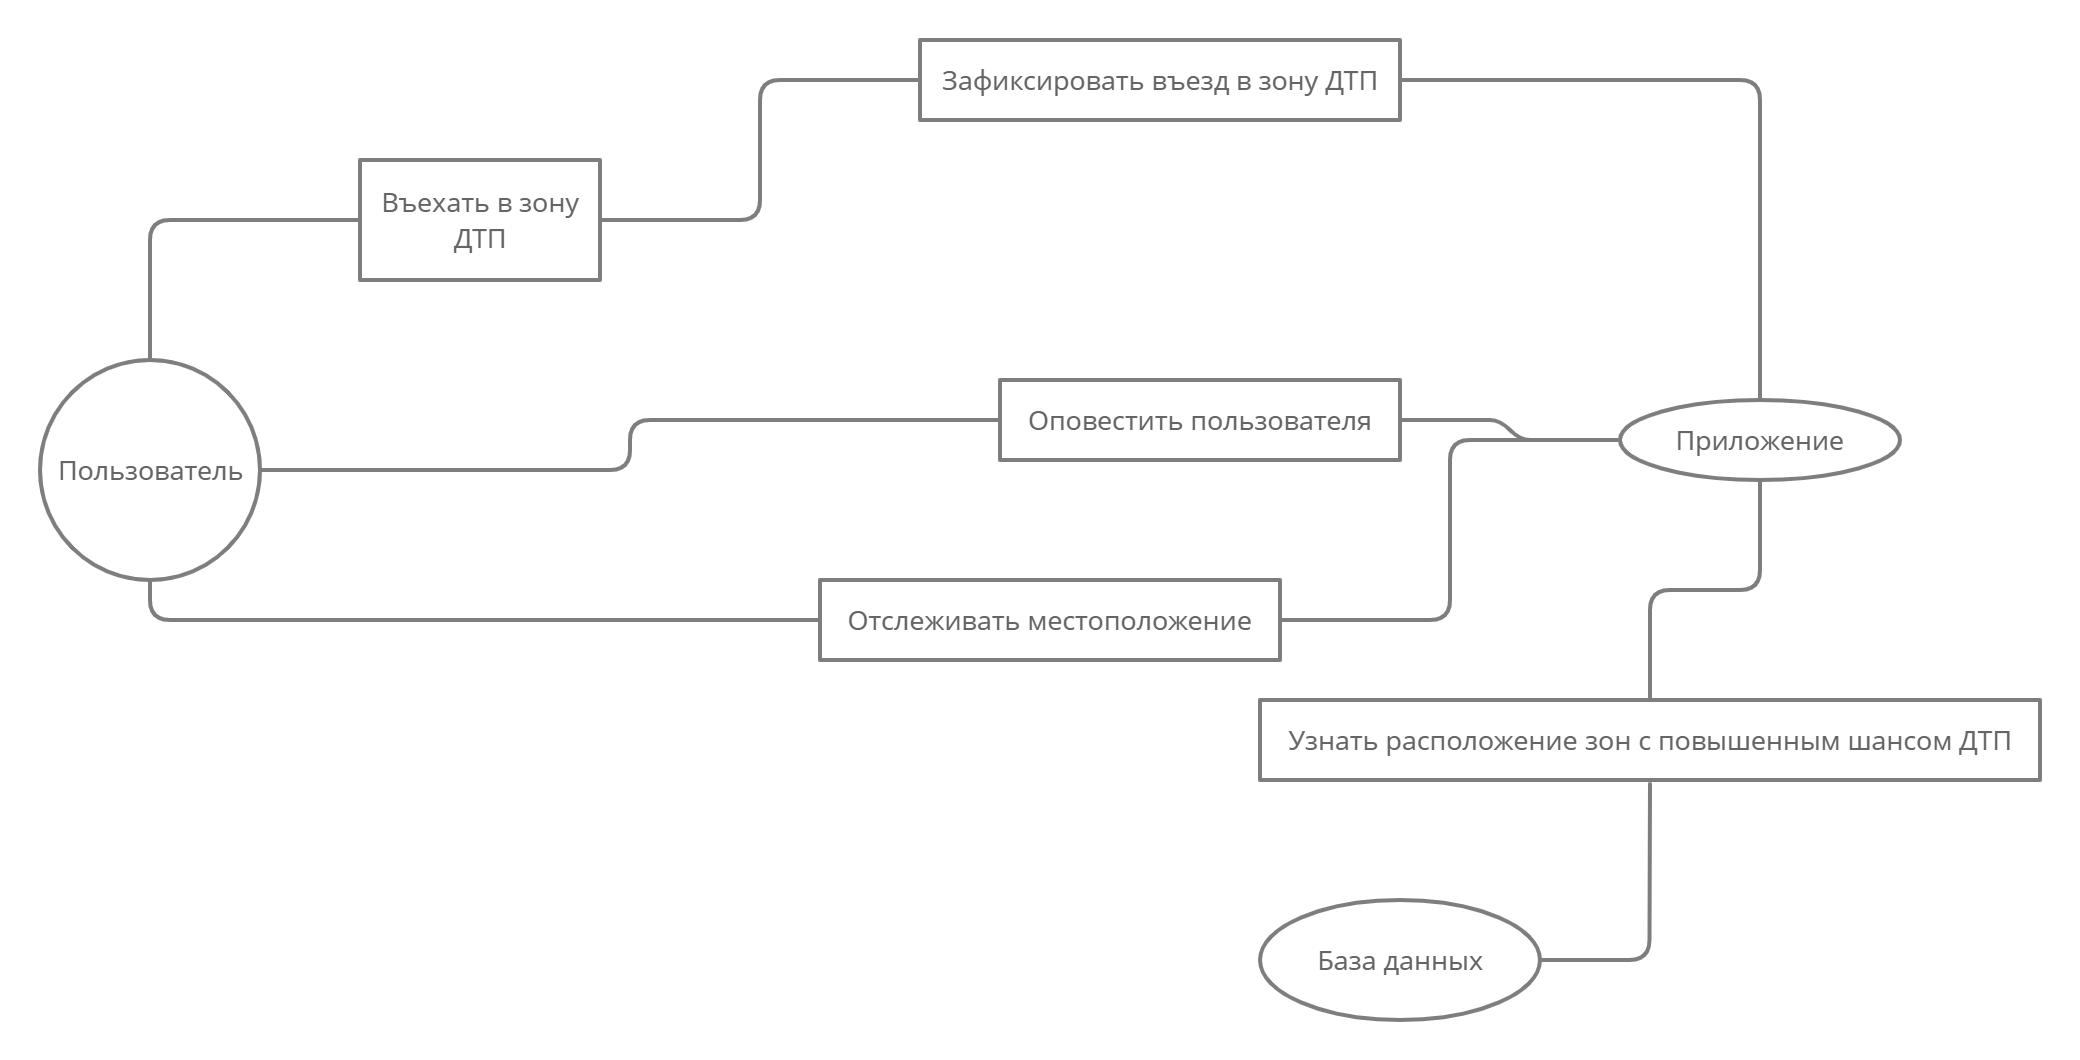 Зафиксировать въезд в зону ДТП
Въехать в зону
ДТП
Оповестить пользователя
Приложение
Пользователь
Отслеживать местоположение
Узнать расположение зон с повышенным шансом ДТП
База данных